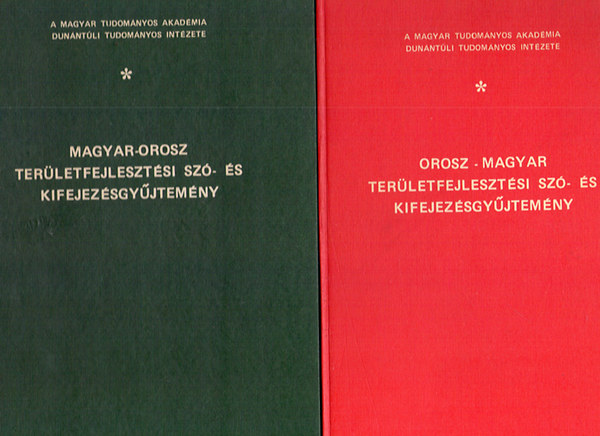 A MAGYAR TUDOMÁNYOS AKADÉMIA
DUNÁNTÚLI TUDOMÁNYOS INTÉZETE
*
MAGYAR-OROSZ
TERÜLETFEJLESZTÉSI SZÓ- ÉS
KIFEJEZÉSGYŰJTEMÉNY
A MAGYAR TUDOMÁNYOS AKADÉMIA
DUNÁNTÚLI TUDOMÁNYOS INTÉZETE
*
OROSZ - MAGYAR
TERÜLETFEJLESZTÉSI SZÓ- ÉS
KIFEJEZÉSGYŰJTEMÉNY